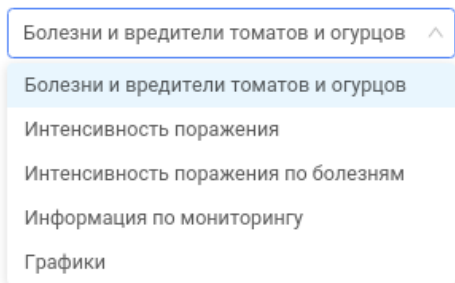 Болезни и вредители томатов и огурцов
Болезни и вредители томатов и огурцов
Интенсивность поражения
Интенсивность поражения по болезням
Информация по мониторингу
Графики